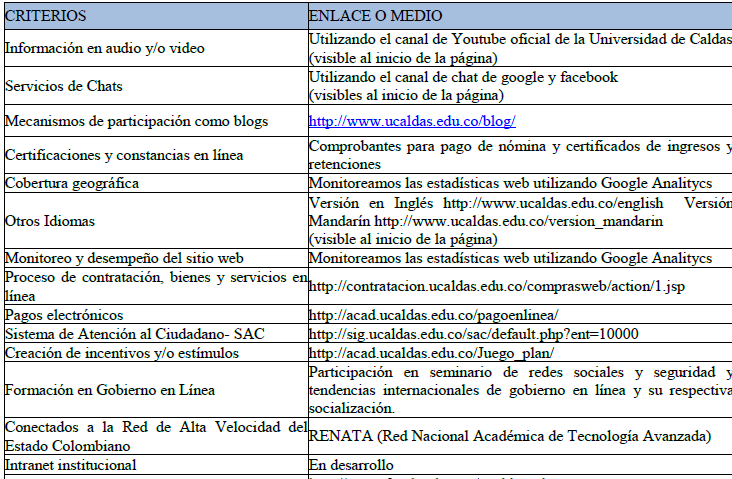 CRITERIOS ENLACE O MEDIO
Información en audio y/o video
Utilizando el canal de Youtube oficial de la Universidad de Caldas
(visible al inicio de la página)
Servicios de Chats
Utilizando el canal de chat de google y facebook
(visibles al inicio de la página)
Mecanismos de participación como blogs http://www.ucaldas.edu.co/blog/
Certificaciones y constancias en línea
Comprobantes para pago de nómina y certificados de ingresos y
retenciones
Cobertura geográfica Monitoreamos las estadísticas web utilizando Google Analitycs
Otros Idiomas
Versión en Inglés http://www.ucaldas.edu.co/english Versión
Mandarín http://www.ucaldas.edu.co/version_mandarin
(visible al inicio de la página)
Monitoreo y desempeño del sitio web Monitoreamos las estadísticas web utilizando Google Analitycs
Proceso de contratación, bienes y servicios en
línea
http://contratacion.ucaldas.edu.co/comprasweb/action/1.jsp
Pagos electrónicos http://acad.ucaldas.edu.co/pagoenlinea/
Sistema de Atención al Ciudadano- SAC http://sig.ucaldas.edu.co/sac/default.php?ent=10000
Creación de incentivos y/o estímulos http://acad.ucaldas.edu.co/Juego_plan/
Formación en Gobierno en Línea
Participación en seminario de redes sociales y seguridad y
tendencias internacionales de gobierno en línea y su respectiva
socialización.
Conectados a la Red de Alta Velocidad del
Estado Colombiano
RENATA (Red Nacional Académica de Tecnología Avanzada)
Intranet institucional En desarrollo